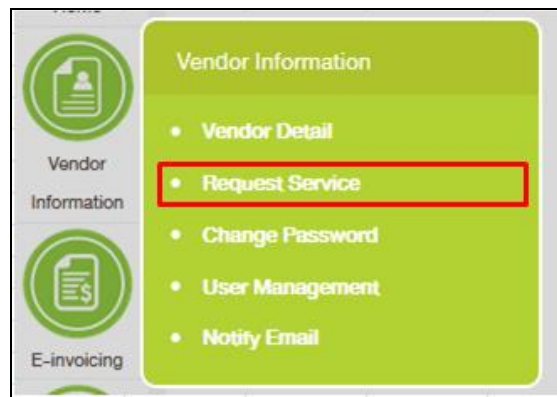 Vendor
Information
E-invoicing
Vendor Information
Vendor Detail
Request Service
Change Password
User Management
Notify Email